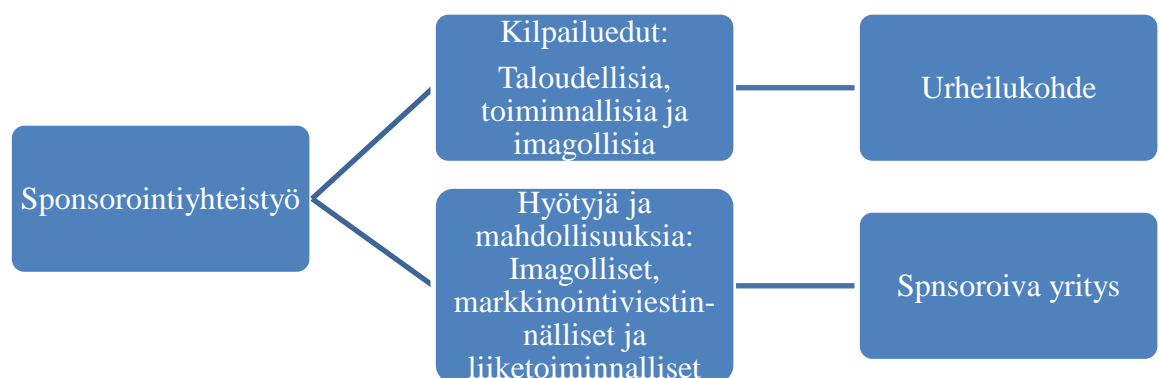 Sponsorointiyhteistyö
Kilpailuedut:
Taloudellisia,
toiminnallisia ja
imagollisia
Urheilukohde
Hyötyjä ja
mahdollisuuksia:
Imagolliset,
markkinointiviestin-
nälliset ja
liiketoiminnalliset
Spnsoroiva yritys